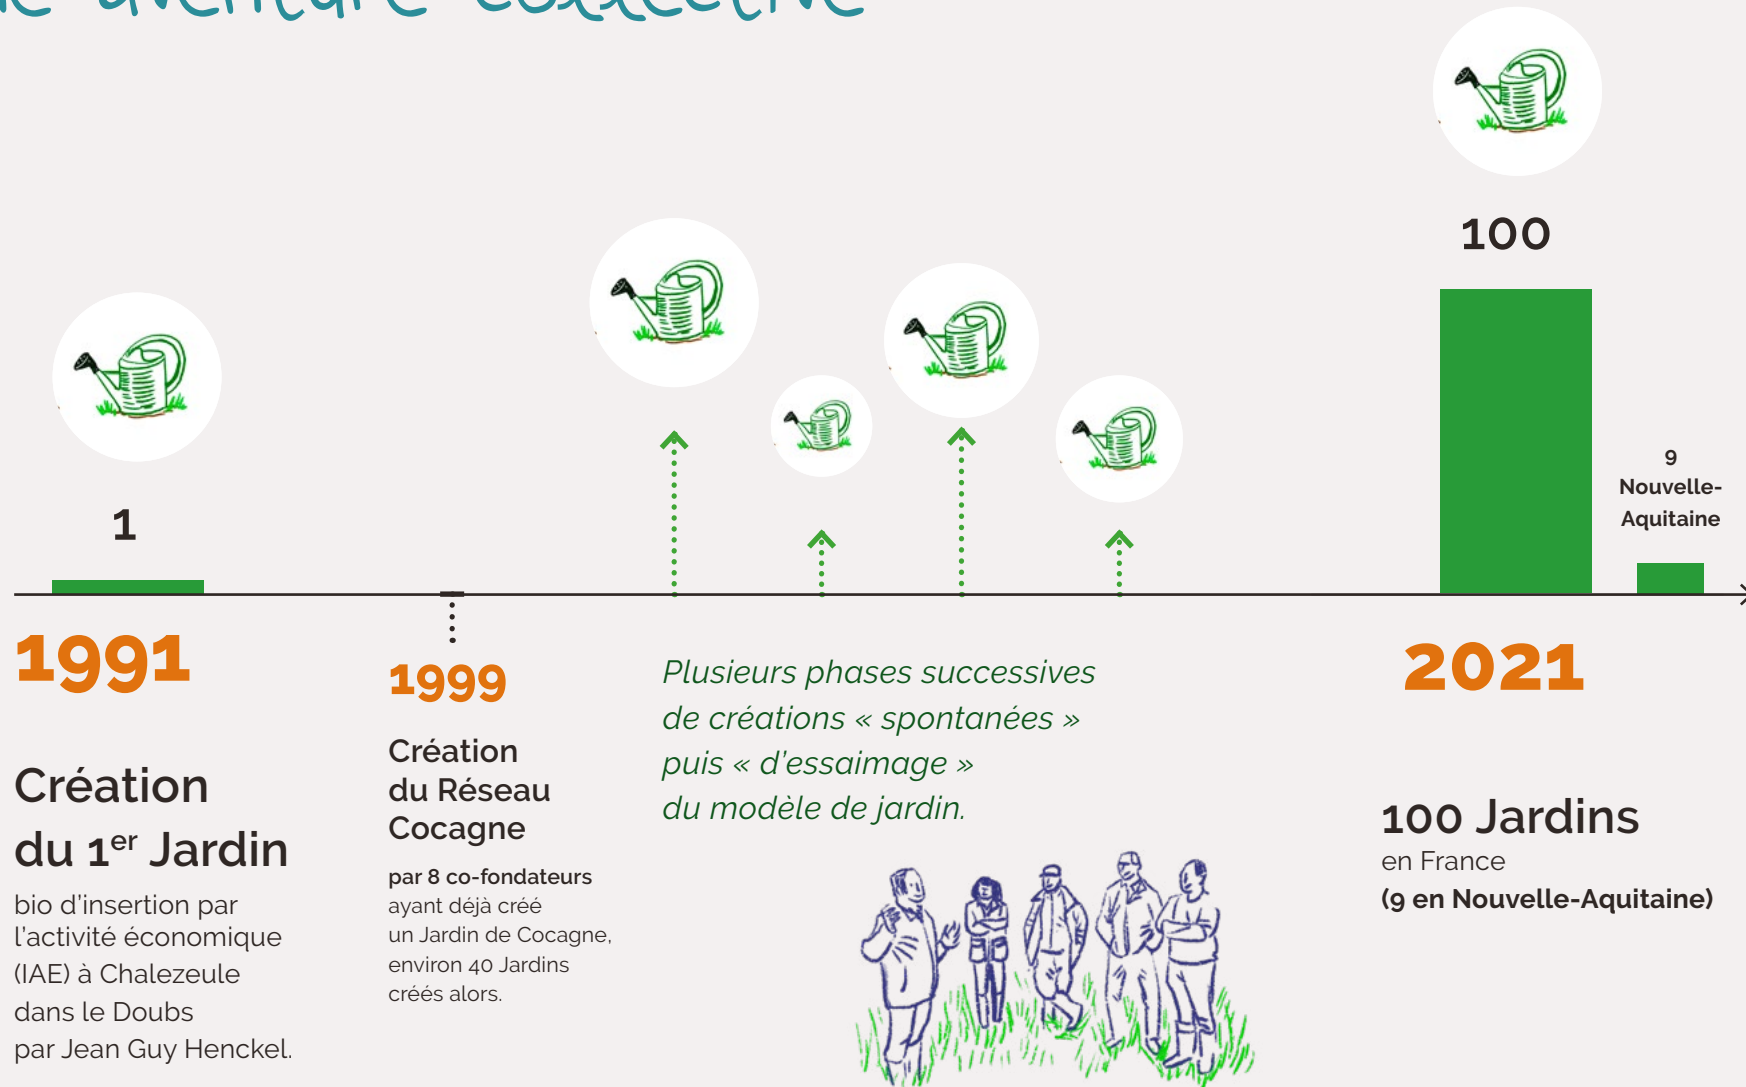 aventure collective
1
100
9
Nouvelle-
Aquitaine
1991
Création
du 1er Jardin
bio d'insertion par
l'activité économique
(IAE) à Chalezeule
dans le Doubs
par Jean Guy Henckel.
1999
Création
du Réseau
Cocagne
par 8 co-fondateurs
ayant déjà créé
un Jardin de Cocagne,
environ 40 Jardins
créés alors.
Plusieurs phases successives
de créations « spontanées »
puis « d'essaimage »
du modèle de jardin.
2021
100 Jardins
en France
(9 en Nouvelle-Aquitaine)